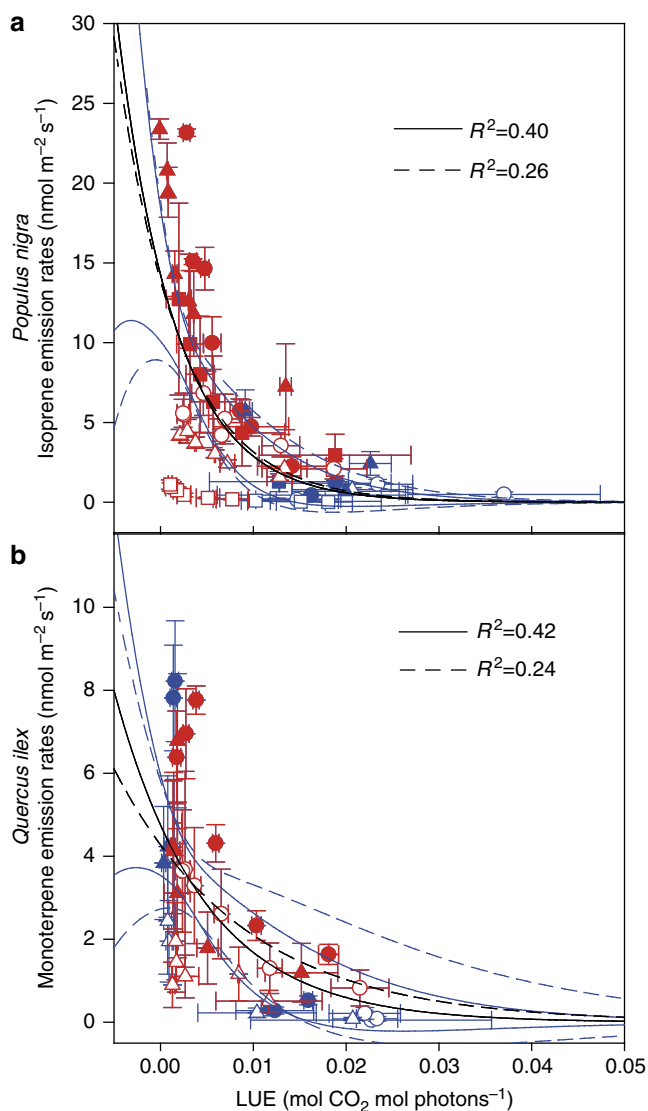 a
30
25
20
15
10
5
0
Populus nigra
Isoprene emission rates (nmol m⁻² s⁻¹)
R²=0.40
R²=0.26
b
10
8
6
4
2
0
Quercus ilex
Monoterpene emission rates (nmol m⁻² s⁻¹)
R²=0.42
R²=0.24
0.00 0.01 0.02 0.03 0.04 0.05
LUE (mol CO₂ mol photons⁻¹)